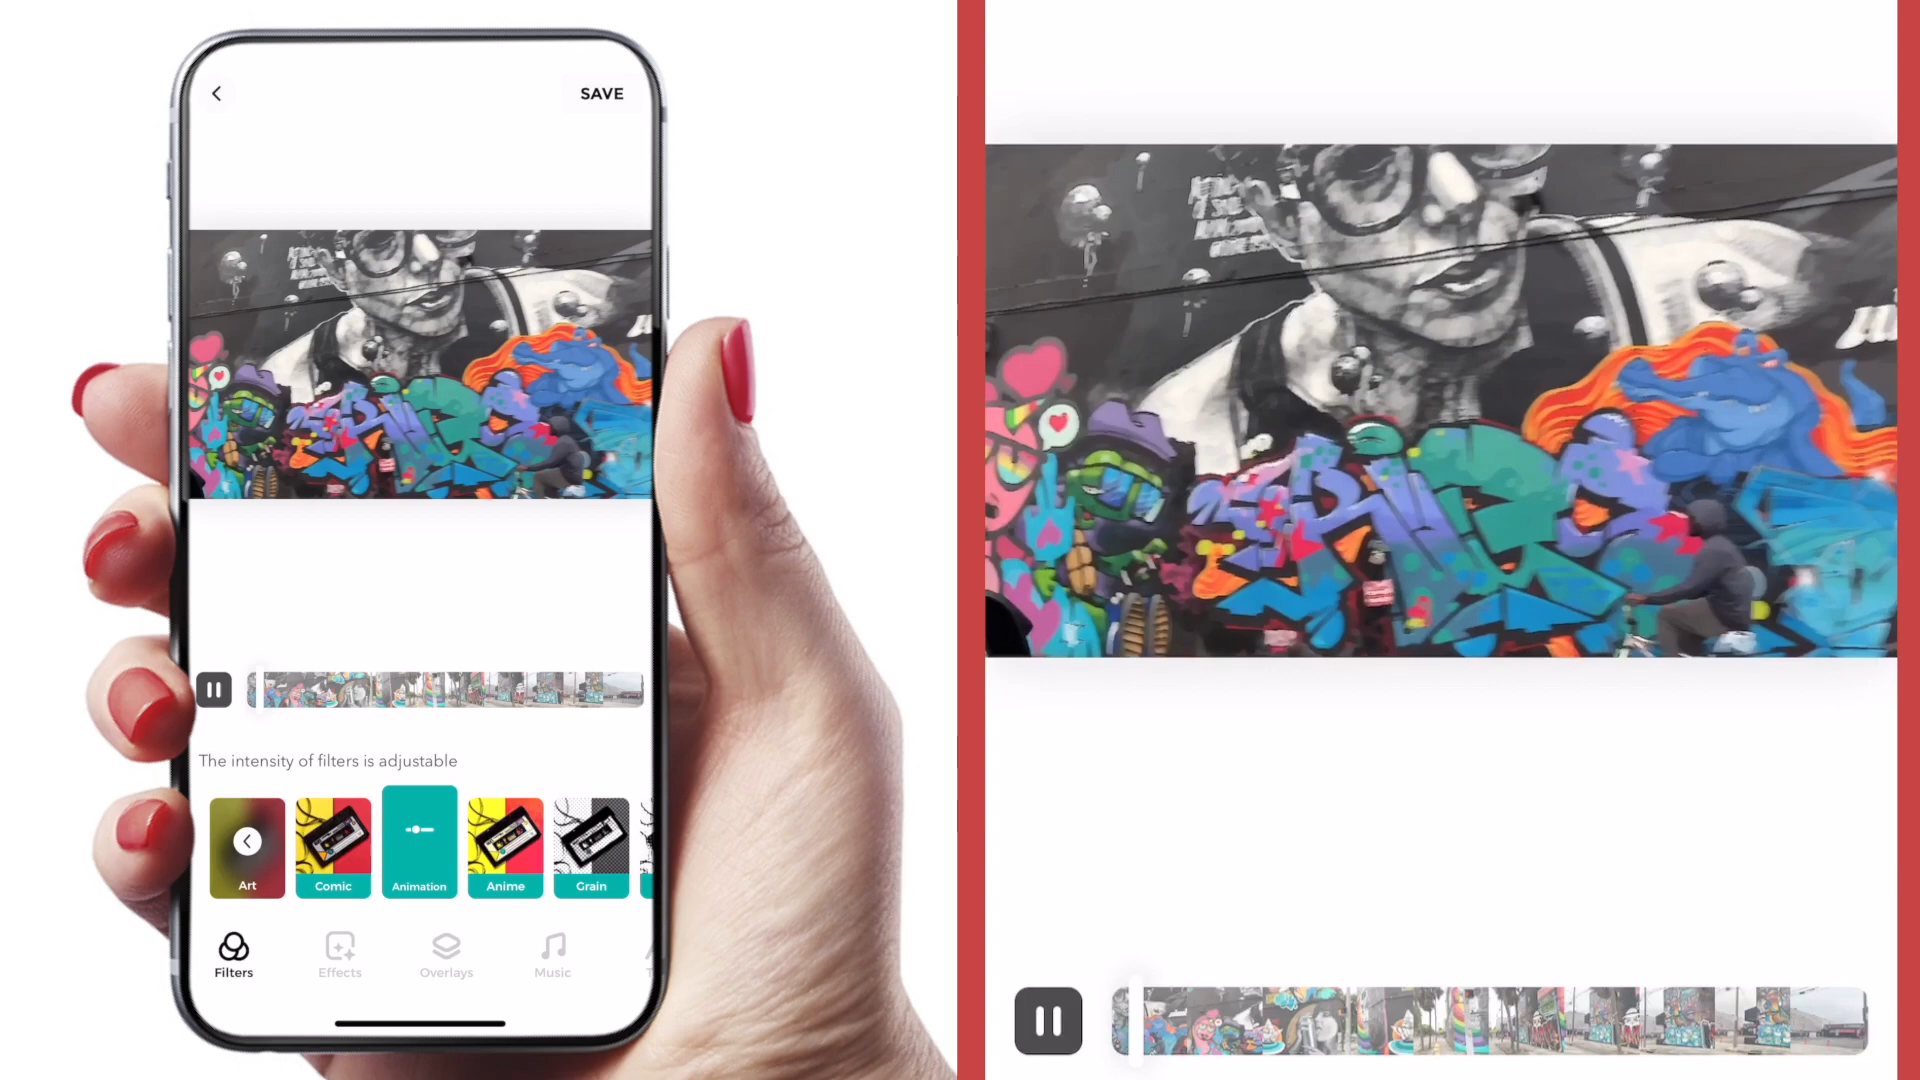 SAVE
The intensity of filters is adjustable
Art
Comic
Animation
Anime
Grain
Filters
Effects
Overlays
Music